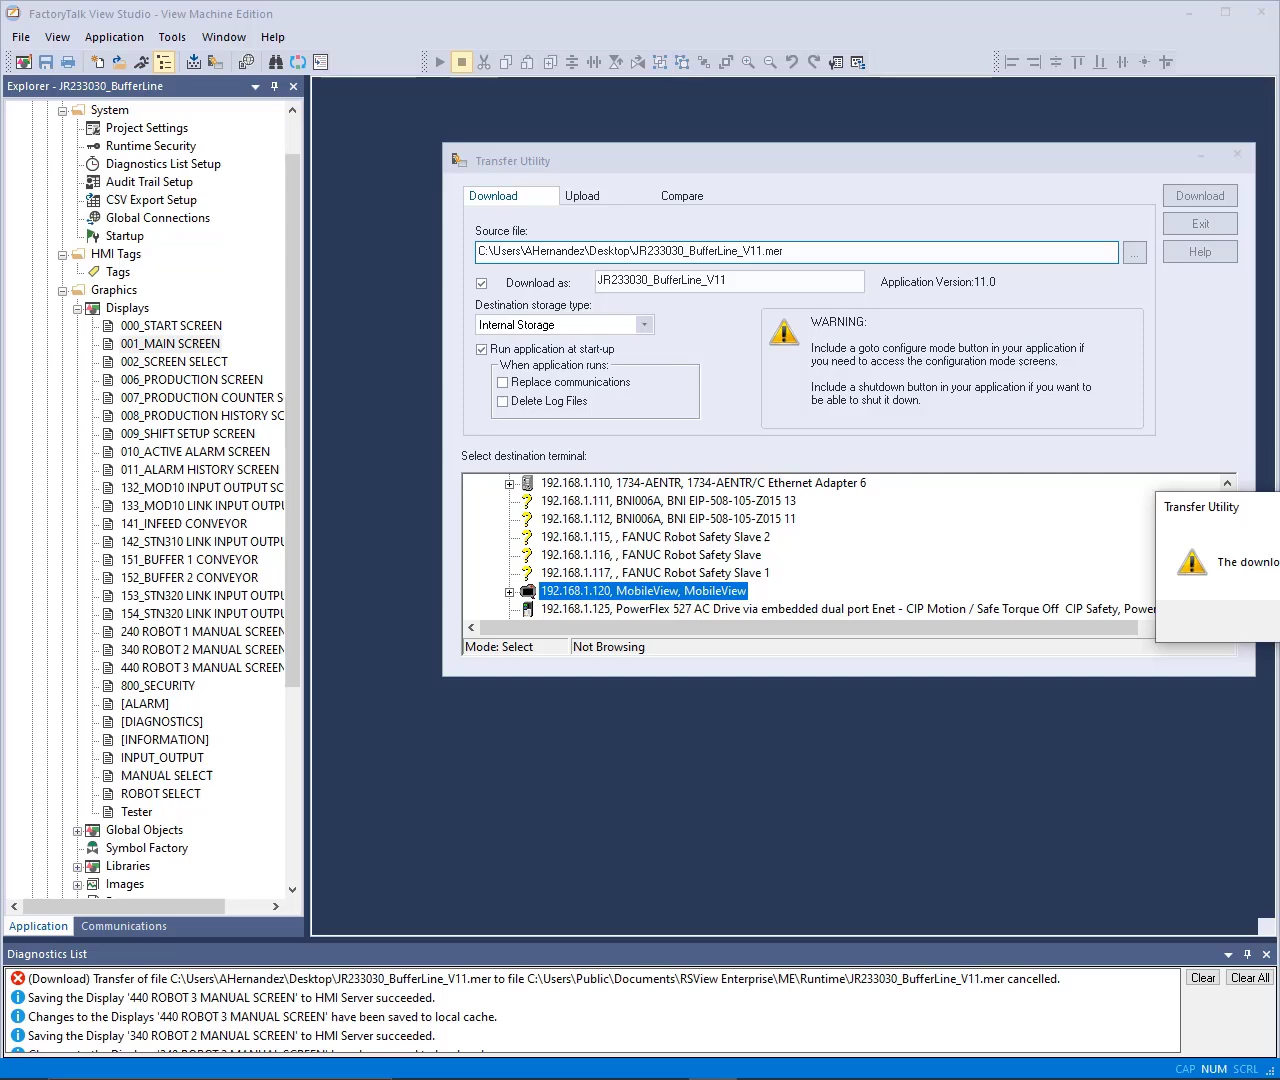 FactoryTalk View Studio - View Machine Edition
File View Application Tools Window Help
Explorer - JR233030_BufferLine
System
Project Settings
Runtime Security
Diagnostics List Setup
Audit Trail Setup
CSV Export Setup
Global Connections
Startup
HMI Tags
Tags
Graphics
Displays
000_START SCREEN
001_MAIN SCREEN
002_SCREEN SELECT
006_PRODUCTION SCREEN
007_PRODUCTION COUNTER S
008_PRODUCTION HISTORY SC
009_SHIFT SETUP SCREEN
010_ACTIVE ALARM SCREEN
011_ALARM HISTORY SCREEN
132_MOD10 INPUT OUTPUT SC
133_MOD10 LINK INPUT OUTPU
141_INFEED CONVEYOR
142_STN310 LINK INPUT OUTPU
151_BUFFER 1 CONVEYOR
152_BUFFER 2 CONVEYOR
153_STN320 LINK INPUT OUTPU
154_STN320 LINK INPUT OUTPU
240 ROBOT 1 MANUAL SCREEN
340 ROBOT 2 MANUAL SCREEN
440 ROBOT 3 MANUAL SCREEN
800_SECURITY
[ALARM]
[DIAGNOSTICS]
[INFORMATION]
INPUT_OUTPUT
MANUAL SELECT
ROBOT SELECT
Tester
Global Objects
Symbol Factory
Libraries
Images
Application Communications
Transfer Utility
Download Upload Compare
Download
Exit
Help
Source file:
C:\Users\AHernandez\Desktop\JR233030_BufferLine_V11.mer
...
Download as: JR233030_BufferLine_V11 Application Version:11.0
Destination storage type:
Internal Storage
Run application at start-up
When application runs:
Replace communications
Delete Log Files
WARNING:
Include a goto configure mode button in your application if
you need to access the configuration mode screens.
Include a shutdown button in your application if you want to
be able to shut it down.
Select destination terminal:
192.168.1.110, 1734-AENTR, 1734-AENTR/C Ethernet Adapter 6
192.168.1.111, BNI006A, BNI EIP-508-105-Z015 13
192.168.1.112, BNI006A, BNI EIP-508-105-Z015 11
192.168.1.115, , FANUC Robot Safety Slave 2
192.168.1.116, , FANUC Robot Safety Slave
192.168.1.117, , FANUC Robot Safety Slave 1
192.168.1.120, MobileView, MobileView
192.168.1.125, PowerFlex 527 AC Drive via embedded dual port Enet - CIP Motion / Safe Torque Off CIP Safety, Power
Mode: Select Not Browsing
Transfer Utility
The downlo
Diagnostics List
(Download) Transfer of file C:\Users\AHernandez\Desktop\JR233030_BufferLine_V11.mer to file C:\Users\Public\Documents\RSView Enterprise\ME\Runtime\JR233030_BufferLine_V11.mer cancelled.
Saving the Display '440 ROBOT 3 MANUAL SCREEN' to HMI Server succeeded.
Changes to the Displays '440 ROBOT 3 MANUAL SCREEN' have been saved to local cache.
Saving the Display '340 ROBOT 2 MANUAL SCREEN' to HMI Server succeeded.
Clear Clear All
CAP NUM SCRL